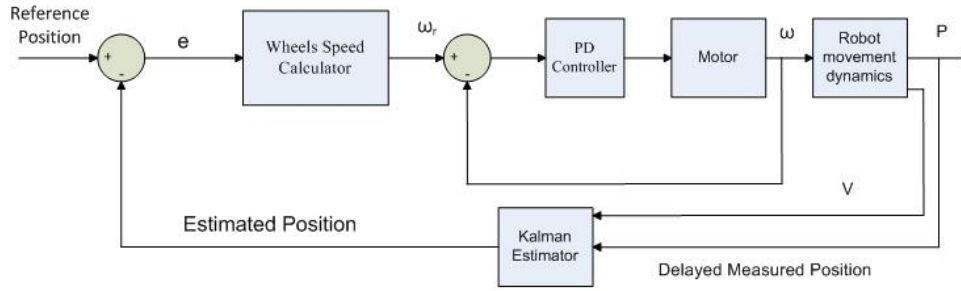 Reference
Position
+
-
e
Wheels Speed
Calculator
ωr
+
-
PD
Controller
Motor
ω
Robot
movement
dynamics
P
V
Estimated Position
Kalman
Estimator
Delayed Measured Position